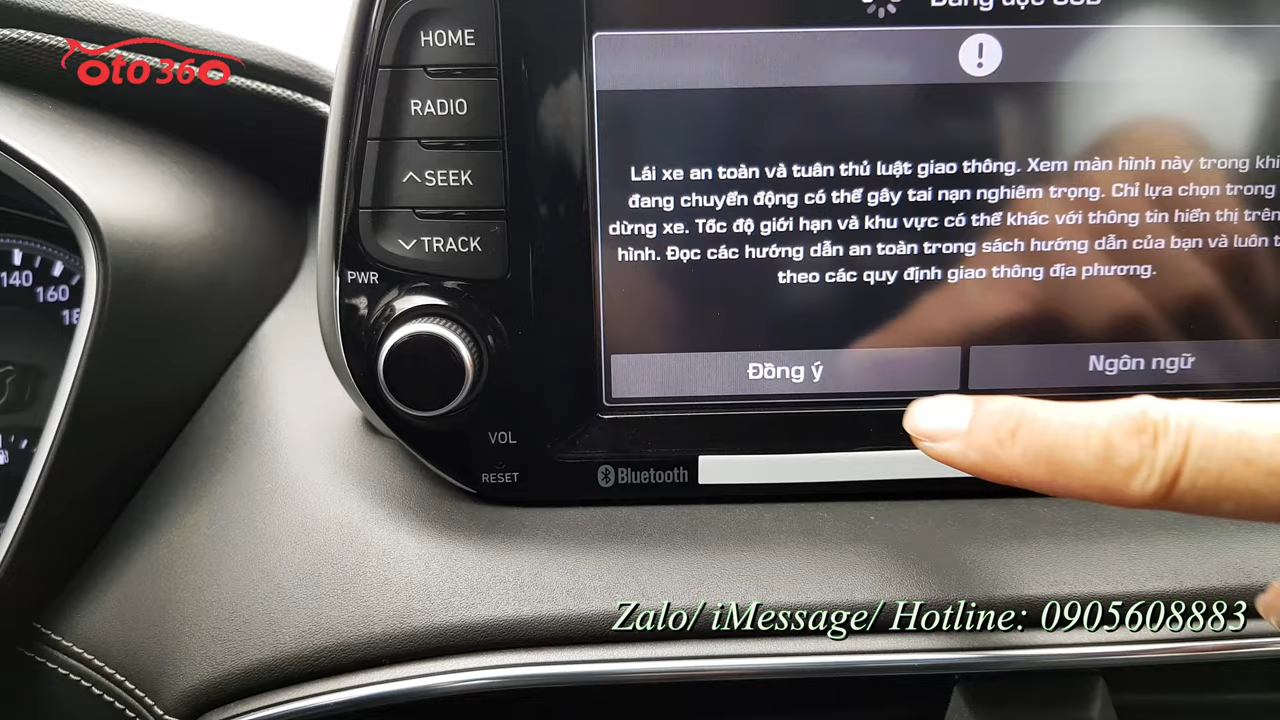 oto360
HOME
RADIO
SEEK
TRACK
PWR
VOL
RESET
140
160
Đang đọc USB
!
Lái xe an toàn và tuân thủ luật giao thông. Xem màn hình này trong khi
đang chuyển động có thể gây tai nạn nghiêm trọng. Chỉ lựa chọn trong
dừng xe. Tốc độ giới hạn và khu vực có thể khác với thông tin hiển thị trên
hình. Đọc các hướng dẫn an toàn trong sách hướng dẫn của bạn và luôn
theo các quy định giao thông địa phương.
Đồng ý
Ngôn ngữ
Bluetooth
Zalo/ iMessage/ Hotline: 0905608883